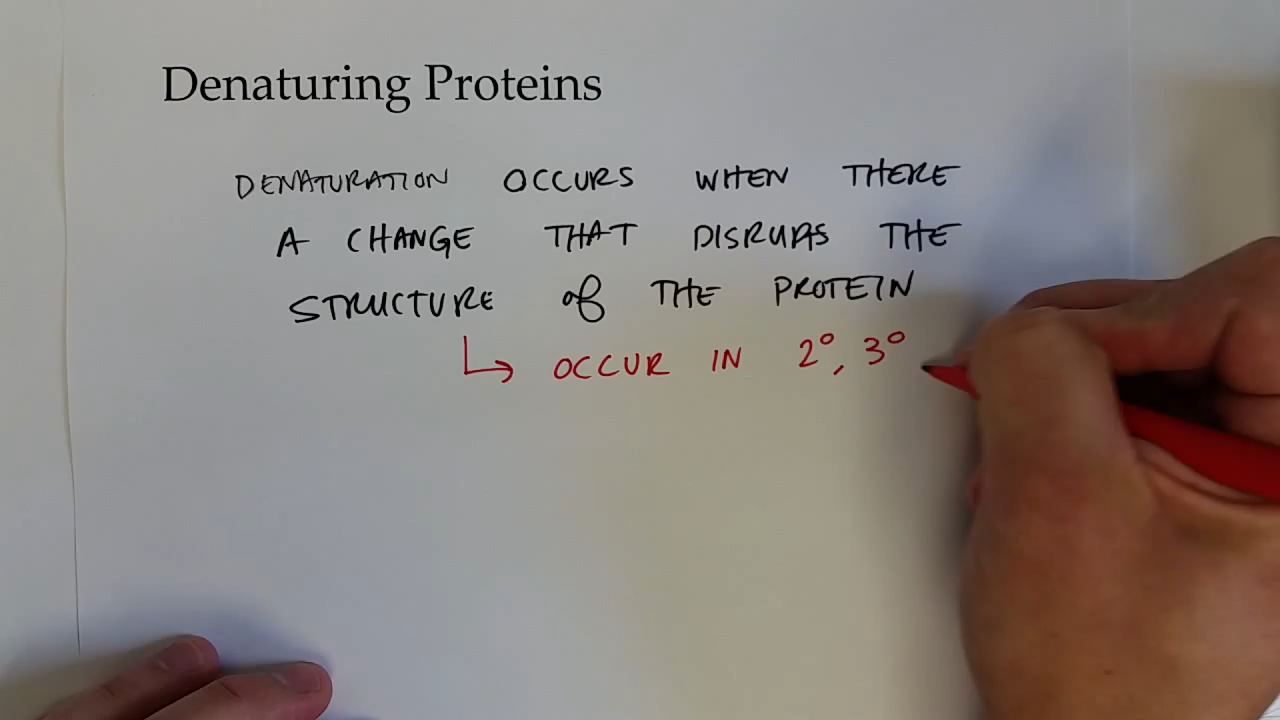 Denaturing Proteins
DENATURATION OCCURS WHEN THERE
A CHANGE THAT DISRUPTS THE
STRUCTURE of THE PROTEIN
↳ OCCUR IN 2°, 3°